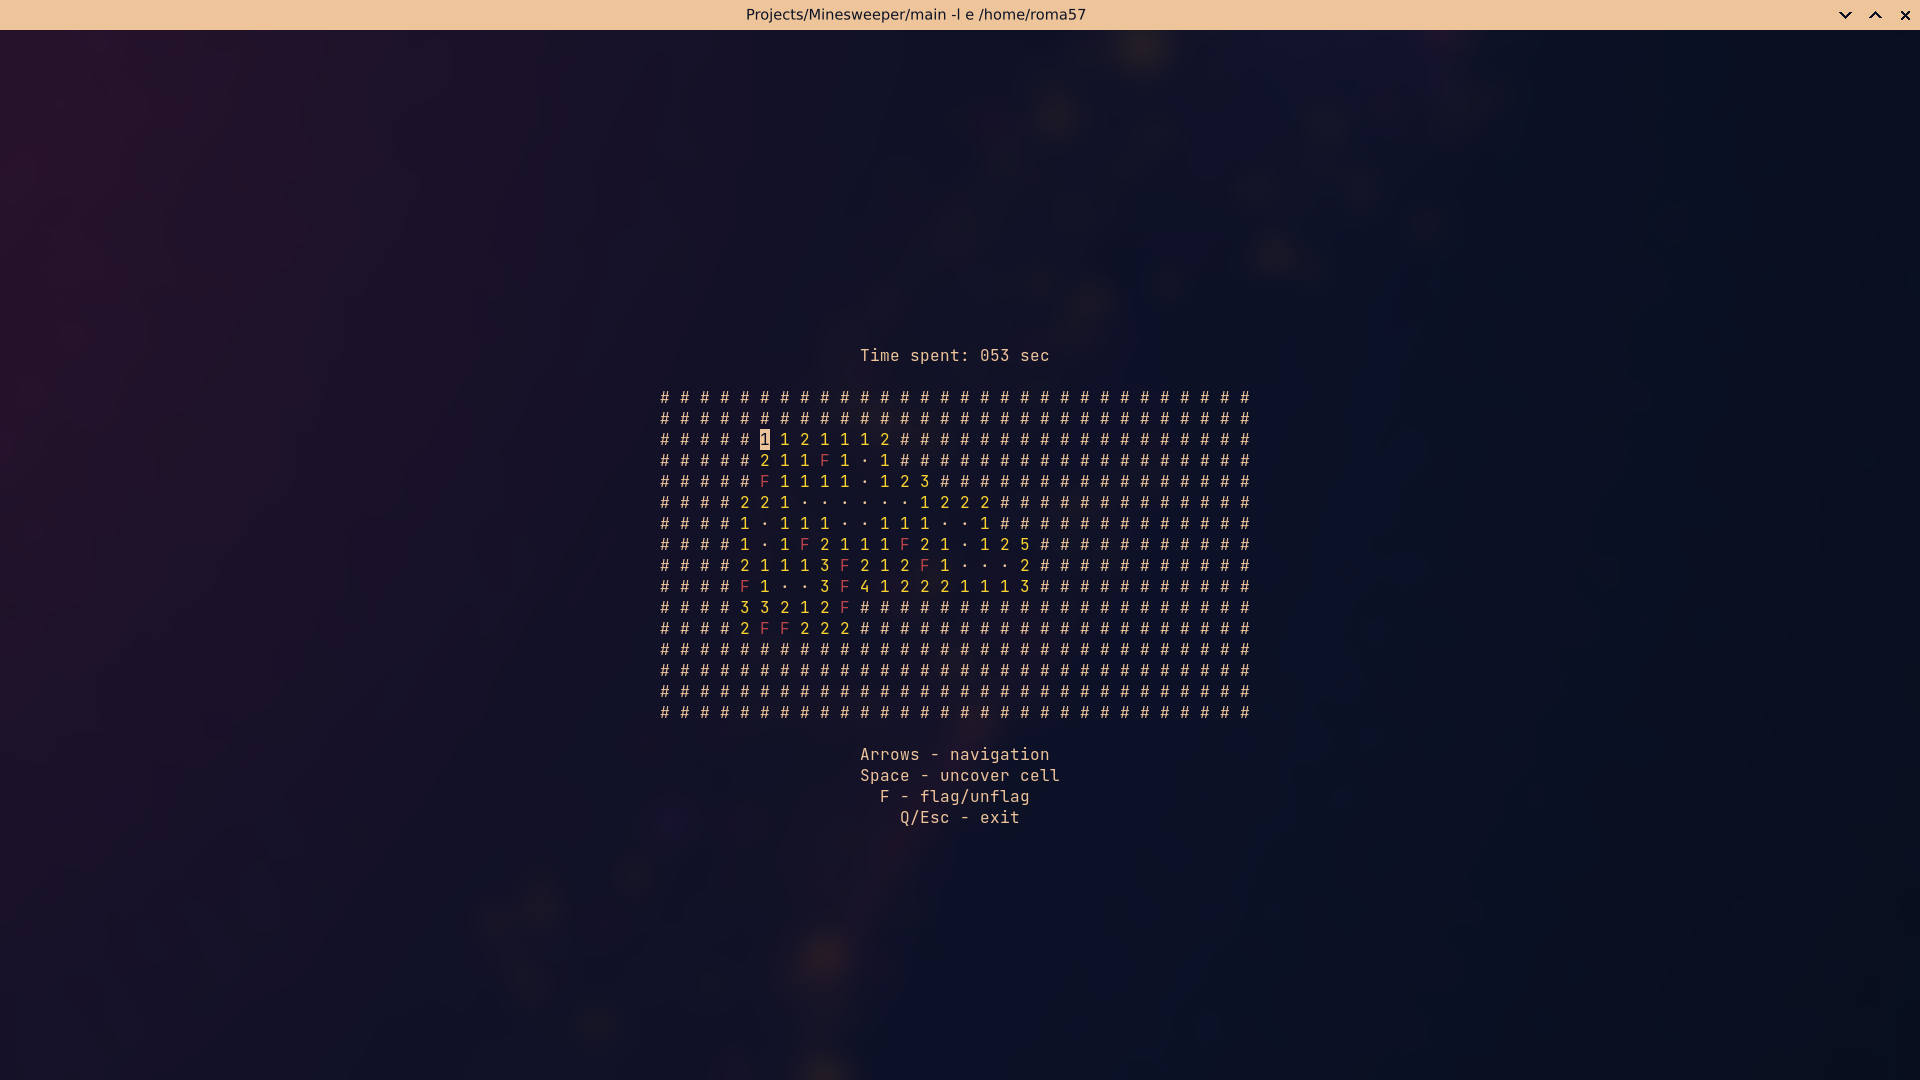 Projects/Minesweeper/main -l e /home/roma57
Time spent: 053 sec
# # # # # # # # # # # # # # # # # # # # # # # # # # # # # #
# # # # # # # # # # # # # # # # # # # # # # # # # # # # # #
# # # # # 1 1 2 1 1 1 2 # # # # # # # # # # # # # # # # # #
# # # # # 2 1 1 F 1 · 1 # # # # # # # # # # # # # # # # # #
# # # # # F 1 1 1 1 · 1 2 3 # # # # # # # # # # # # # # # #
# # # # 2 2 1 · · · · · · 1 2 2 2 # # # # # # # # # # # # #
# # # # 1 · 1 1 1 · · 1 1 1 · · 1 # # # # # # # # # # # # #
# # # # 1 · 1 F 2 1 1 1 F 2 1 · 1 2 5 # # # # # # # # # # #
# # # # 2 1 1 1 3 F 2 1 2 F 1 · · · 2 # # # # # # # # # # #
# # # # F 1 · · 3 F 4 1 2 2 2 1 1 1 3 # # # # # # # # # # #
# # # # 3 3 2 1 2 F # # # # # # # # # # # # # # # # # # # #
# # # # 2 F F 2 2 2 # # # # # # # # # # # # # # # # # # # #
# # # # # # # # # # # # # # # # # # # # # # # # # # # # # #
# # # # # # # # # # # # # # # # # # # # # # # # # # # # # #
# # # # # # # # # # # # # # # # # # # # # # # # # # # # # #
# # # # # # # # # # # # # # # # # # # # # # # # # # # # # #
Arrows - navigation
Space - uncover cell
F - flag/unflag
Q/Esc - exit